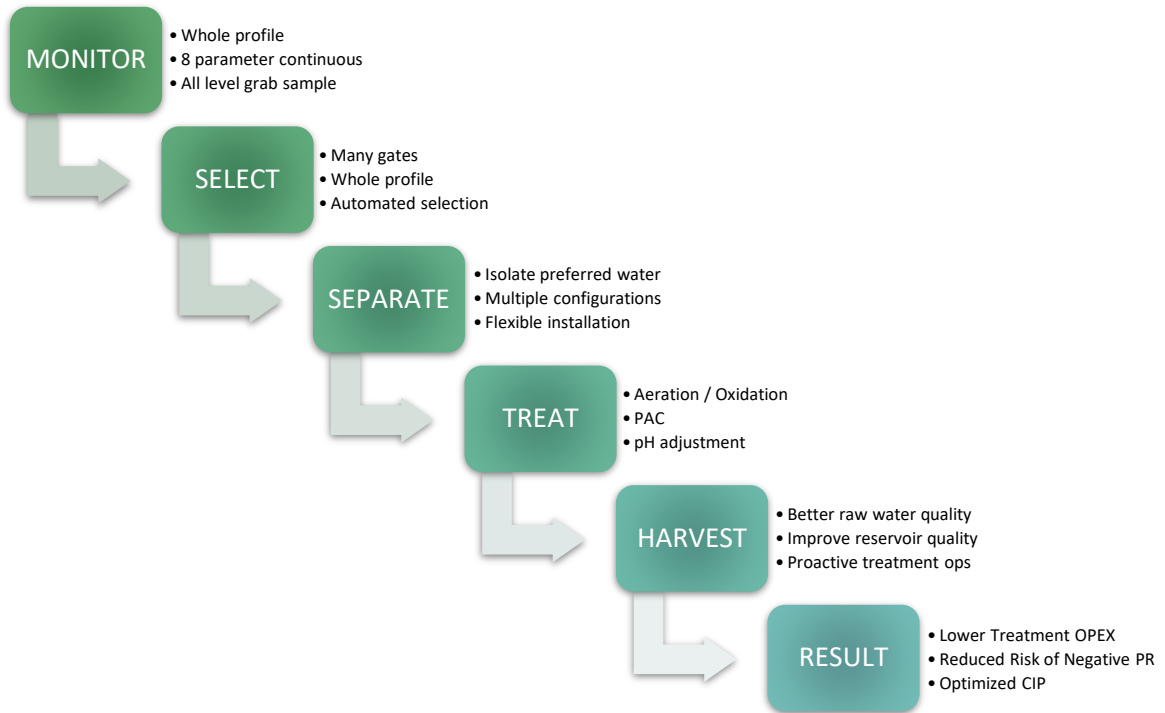 MONITOR
• Whole profile
• 8 parameter continuous
• All level grab sample
SELECT
• Many gates
• Whole profile
• Automated selection
SEPARATE
• Isolate preferred water
• Multiple configurations
• Flexible installation
TREAT
• Aeration / Oxidation
• PAC
• pH adjustment
HARVEST
• Better raw water quality
• Improve reservoir quality
• Proactive treatment ops
RESULT
• Lower Treatment OPEX
• Reduced Risk of Negative PR
• Optimized CIP